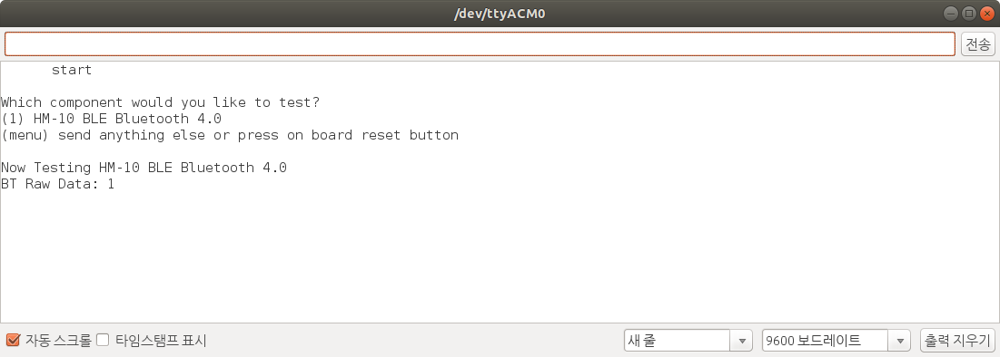 /dev/ttyACM0
전송
start
Which component would you like to test?
(1) HM-10 BLE Bluetooth 4.0
(menu) send anything else or press on board reset button
Now Testing HM-10 BLE Bluetooth 4.0
BT Raw Data: 1
자동 스크롤 타임스탬프 표시 새 줄 9600 보드레이트 출력 지우기